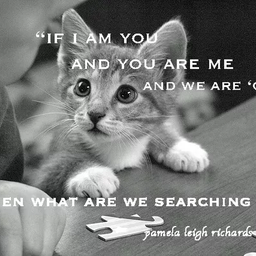 “IF I AM YOU
AND YOU ARE ME
AND WE ARE ‘O
EN WHAT ARE WE SEARCHING
pamela leigh richards